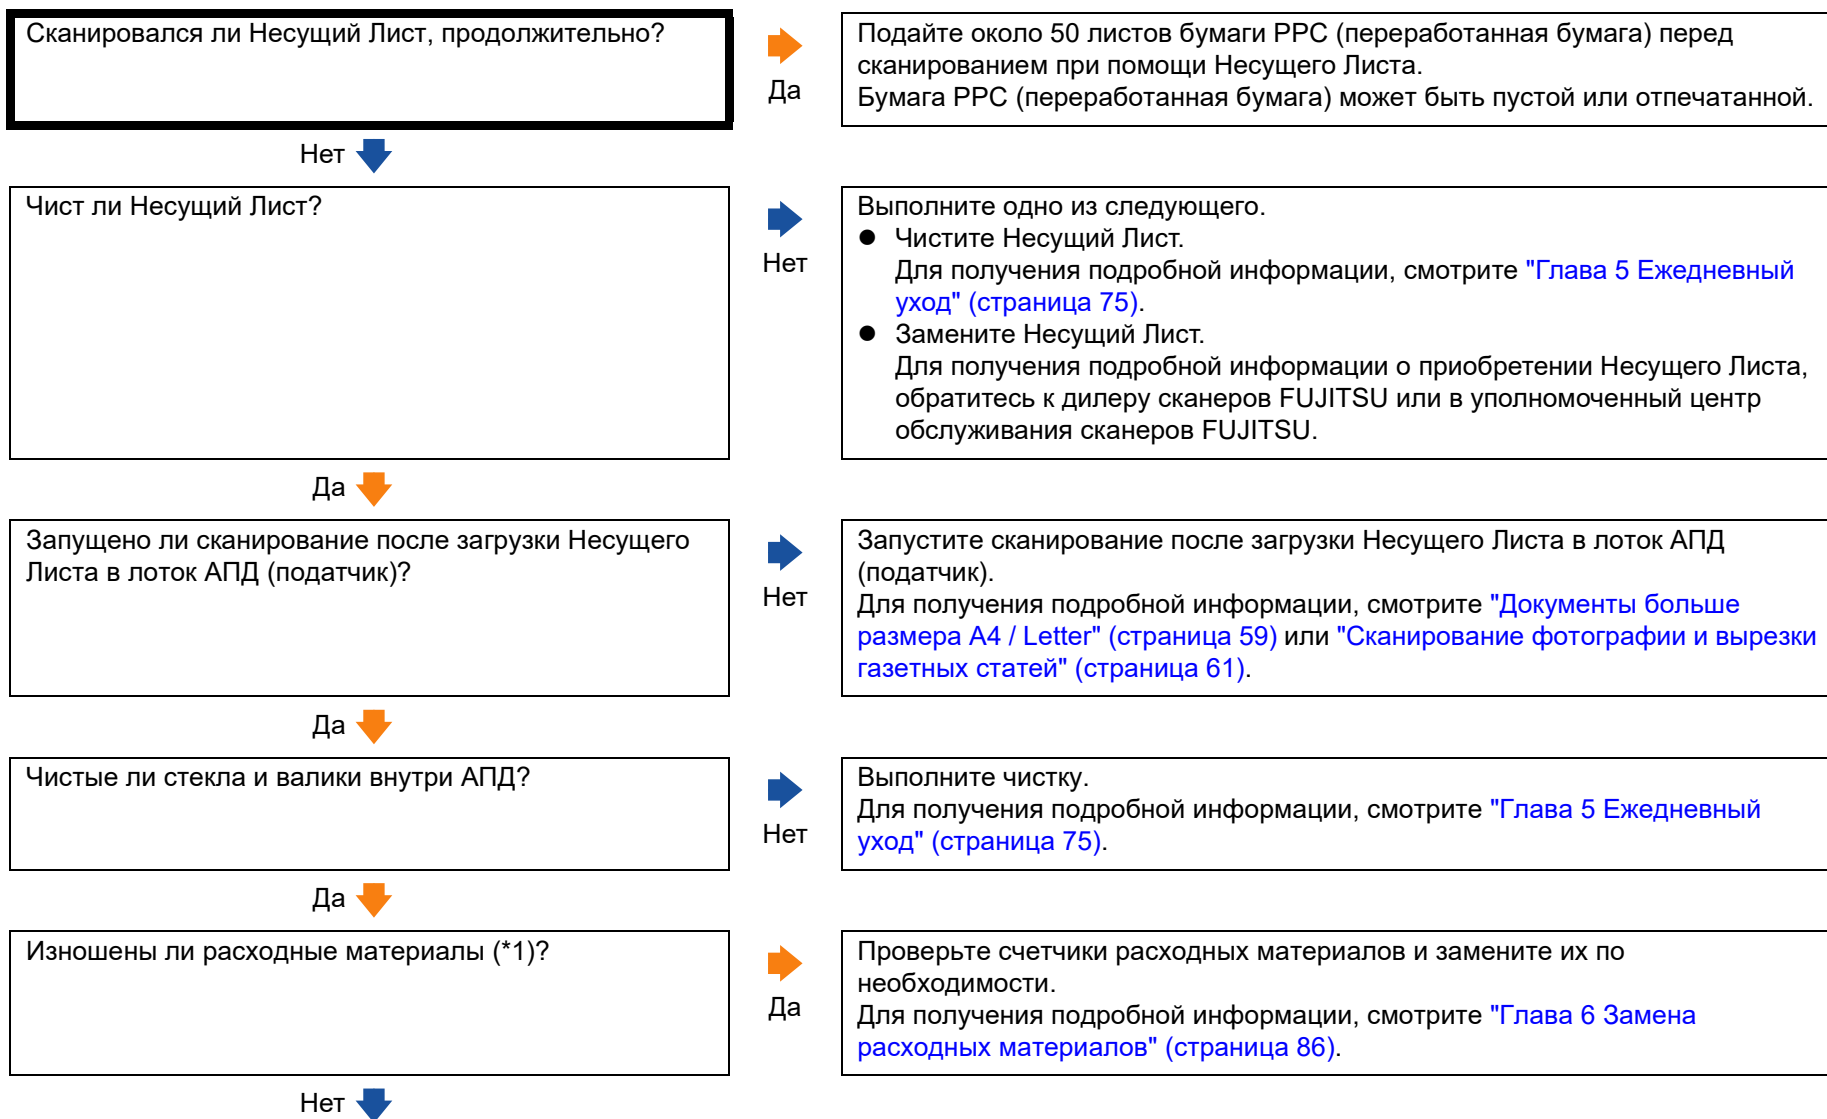 Сканировался ли Несущий Лист, продолжительно?
Да
Подайте около 50 листов бумаги PPC (переработанная бумага) перед
сканированием при помощи Несущего Листа.
Бумага PPC (переработанная бумага) может быть пустой или отпечатанной.
Нет
Чист ли Несущий Лист?
Нет
Выполните одно из следующего.
● Чистите Несущий Лист.
Для получения подробной информации, смотрите "Глава 5 Ежедневный
уход" (страница 75).
● Замените Несущий Лист.
Для получения подробной информации о приобретении Несущего Листа,
обратитесь к дилеру сканеров FUJITSU или в уполномоченный центр
обслуживания сканеров FUJITSU.
Да
Запущено ли сканирование после загрузки Несущего
Листа в лоток АПД (податчик)?
Нет
Запустите сканирование после загрузки Несущего Листа в лоток АПД
(податчик).
Для получения подробной информации, смотрите "Документы больше
размера A4 / Letter" (страница 59) или "Сканирование фотографии и вырезки
газетных статей" (страница 61).
Да
Чистые ли стекла и валики внутри АПД?
Нет
Выполните чистку.
Для получения подробной информации, смотрите "Глава 5 Ежедневный
уход" (страница 75).
Да
Изношены ли расходные материалы (*1)?
Да
Проверьте счетчики расходных материалов и замените их по
необходимости.
Для получения подробной информации, смотрите "Глава 6 Замена
расходных материалов" (страница 86).
Нет